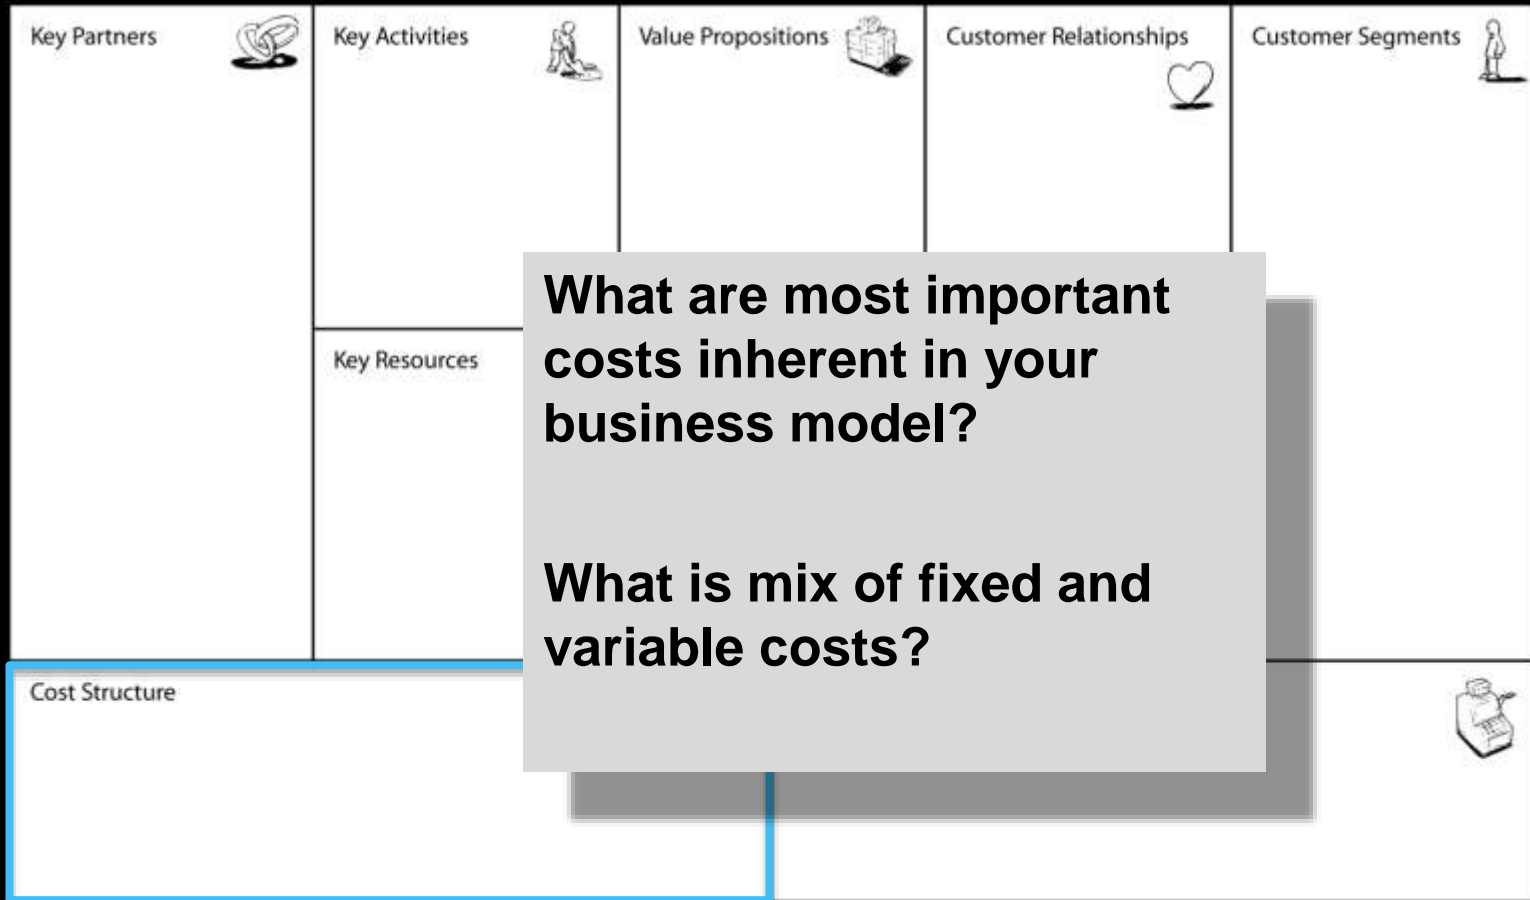 Key Partners
Key Activities
Value Propositions
Customer Relationships
Customer Segments
Key Resources
What are most important
costs inherent in your
business model?
What is mix of fixed and
variable costs?
Cost Structure